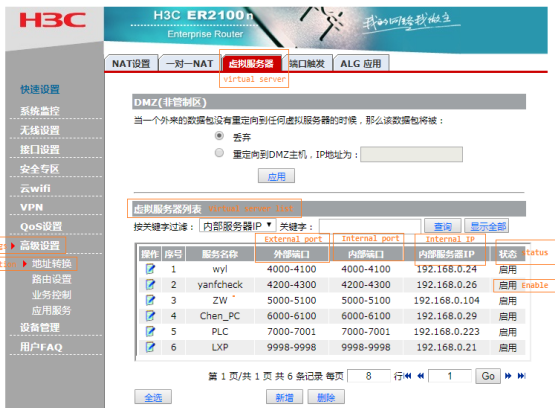 H3C
H3C ER2100n
Enterprise Router
我的网络我做主
NAT设置
一对一NAT
虚拟服务器
端口触发
ALG 应用
virtual server
快速设置
系统监控
无线设置
接口设置
安全专区
云wifi
VPN
QoS设置
高级设置
地址转换
路由设置
业务控制
应用服务
设备管理
用户FAQ
DMZ(非管制区)
当一个外来的数据包没有重定向到任何虚拟服务器的时候,那么该数据包将被:
丢弃
重定向到DMZ主机,IP地址为:
应用
虚拟服务器列表 virtual server list
按关键字过滤: 内部服务器IP 关键字: 查询 显示全部
External port Internal port Internal IP
操作 序号 服务名称 外部端口 内部端口 内部服务器IP 状态 Status
1 wyl 4000-4100 4000-4100 192.168.0.24 启用
2 yanfcheck 4200-4300 4200-4300 192.168.0.26 启用 Enable
3 ZW 5000-5100 5000-5100 192.168.0.104 启用
4 Chen_PC 6000-6100 6000-6100 192.168.0.29 启用
5 PLC 7000-7001 7000-7001 192.168.0.223 启用
6 LXP 9998-9998 9998-9998 192.168.0.21 启用
第 1 页/共 1 页 共 6 条记录 每页 8 行 1 Go
全选 新增 删除